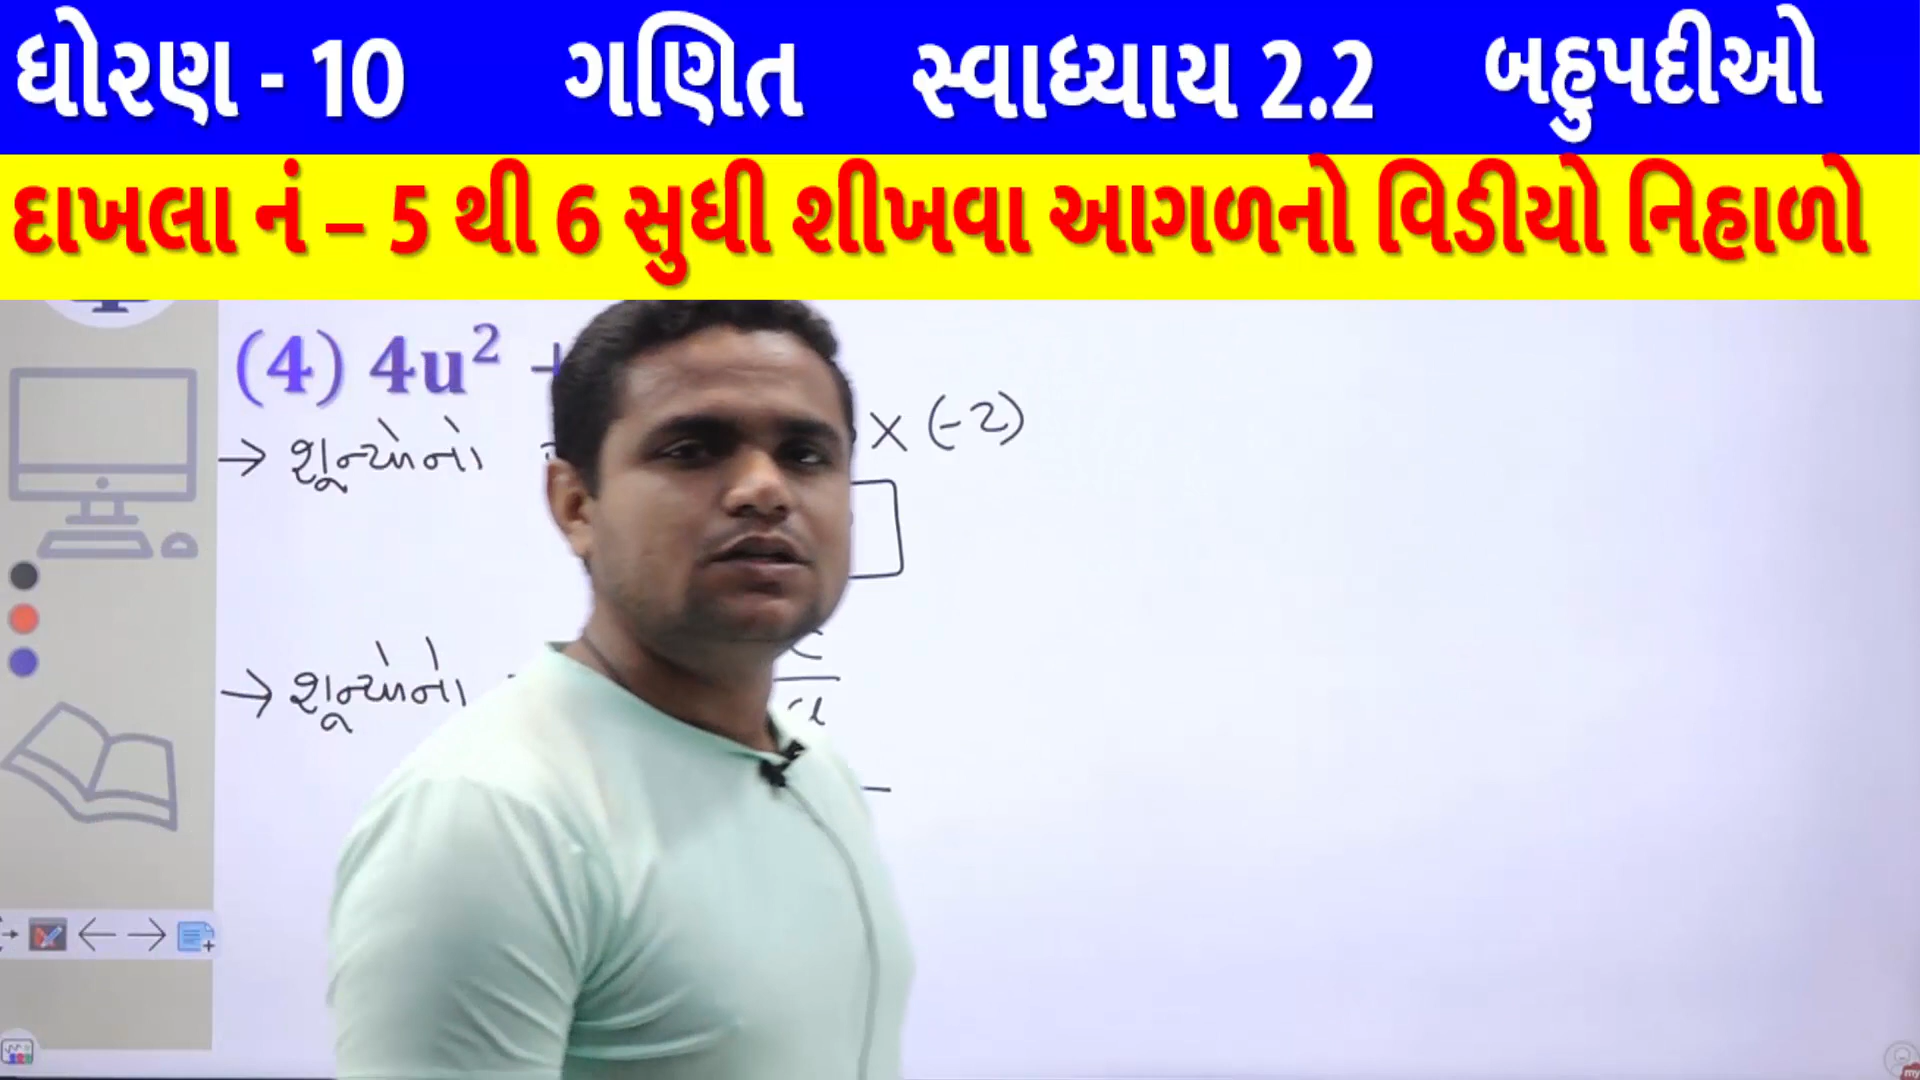 ધોરણ - 10 ગણિત સ્વાધ્યાય 2.2 બહુપદીઓ
દાખલા નં – 5 થી 6 સુધી શીખવા આગળનો વિડીયો નિહાળો
(4) 4u² +
→ શૂન્યોનો × (-2)
→ શૂન્યોનો